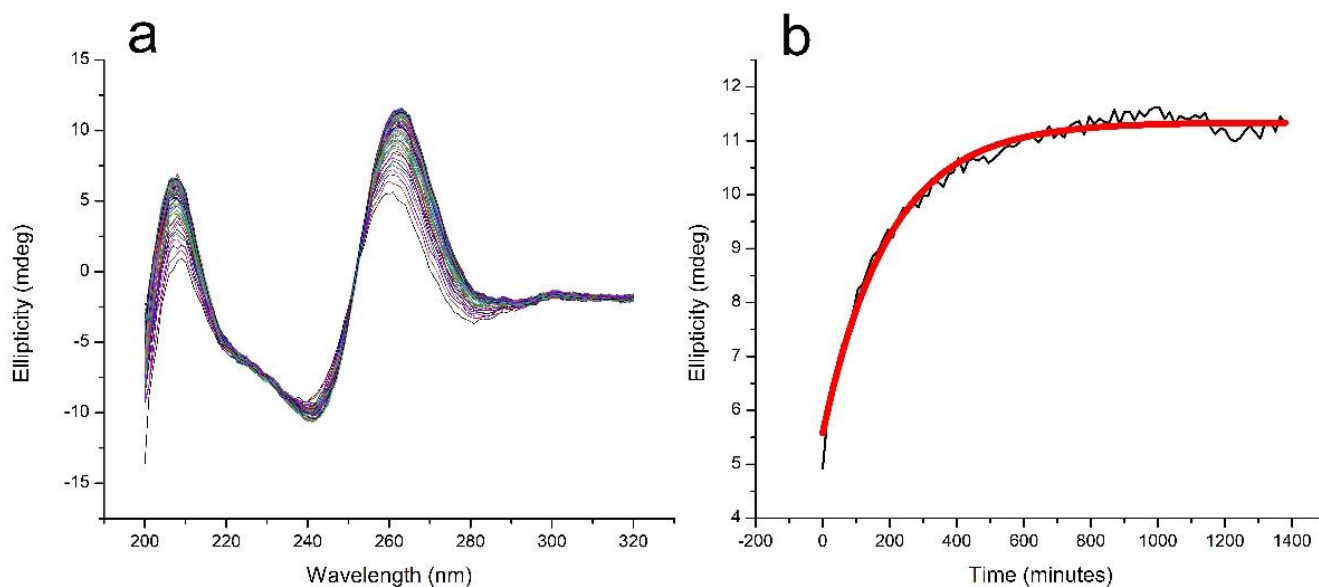 a
15
10
5
0
-5
-10
-15
Ellipticity (mdeg)
200 220 240 260 280 300 320
Wavelength (nm)
b
12
11
10
9
8
7
6
5
4
Ellipticity (mdeg)
-200 0 200 400 600 800 1000 1200 1400
Time (minutes)